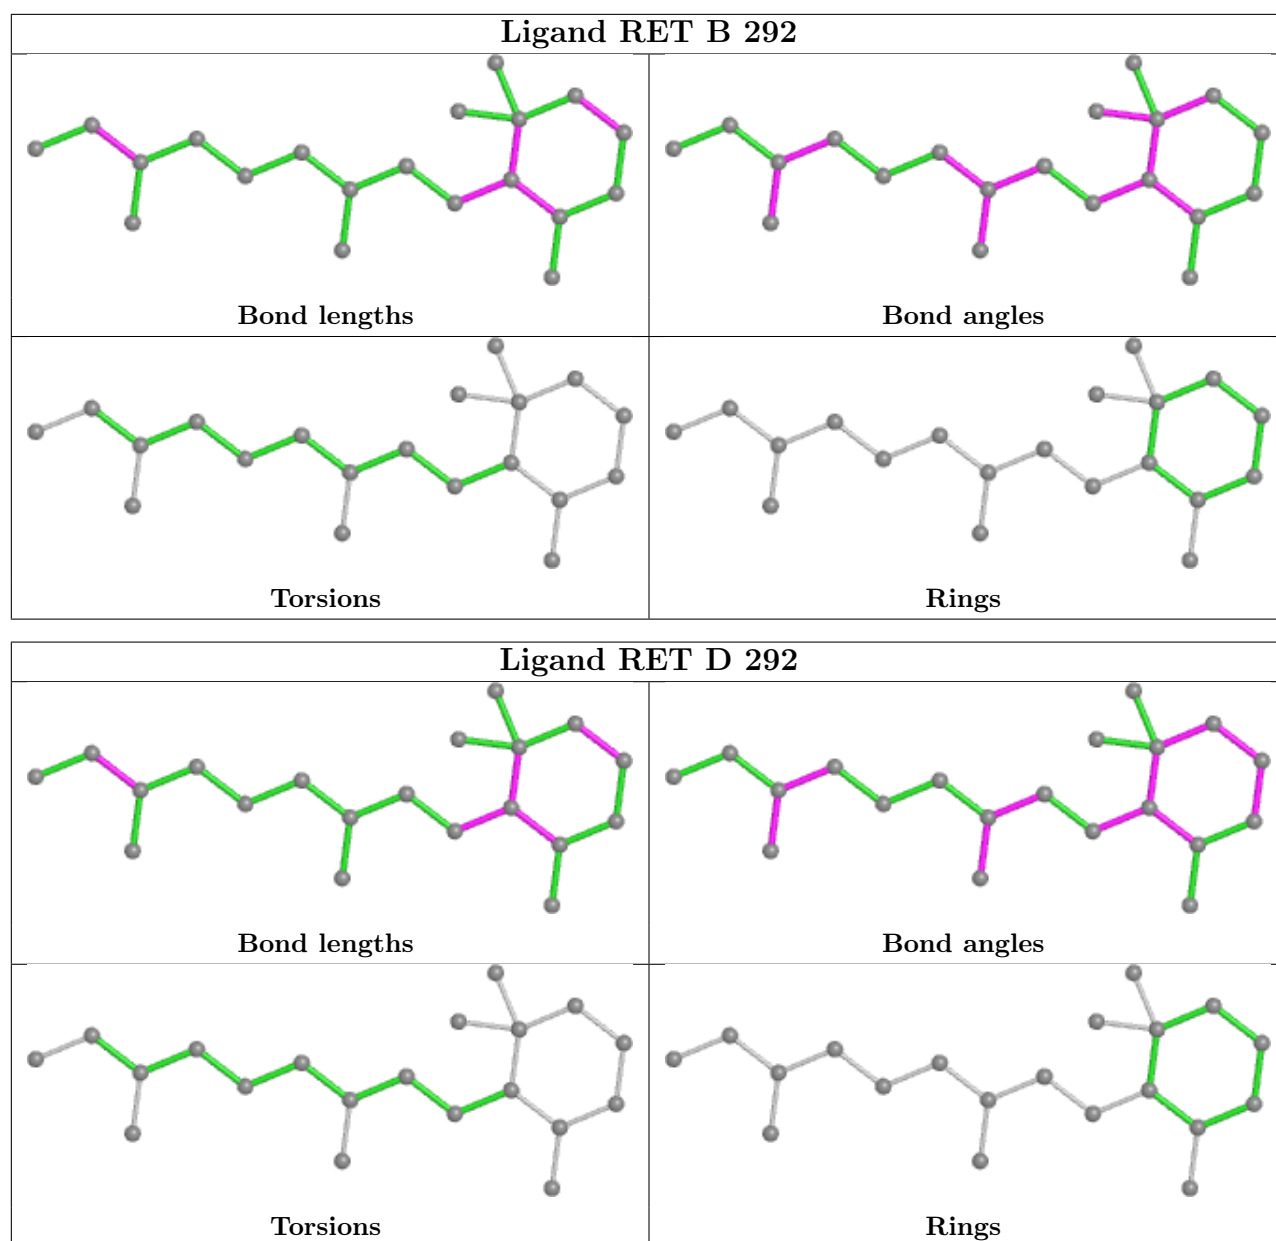 Ligand RET B 292
Bond lengths
Bond angles
Torsions
Rings
Ligand RET D 292
Bond lengths
Bond angles
Torsions
Rings